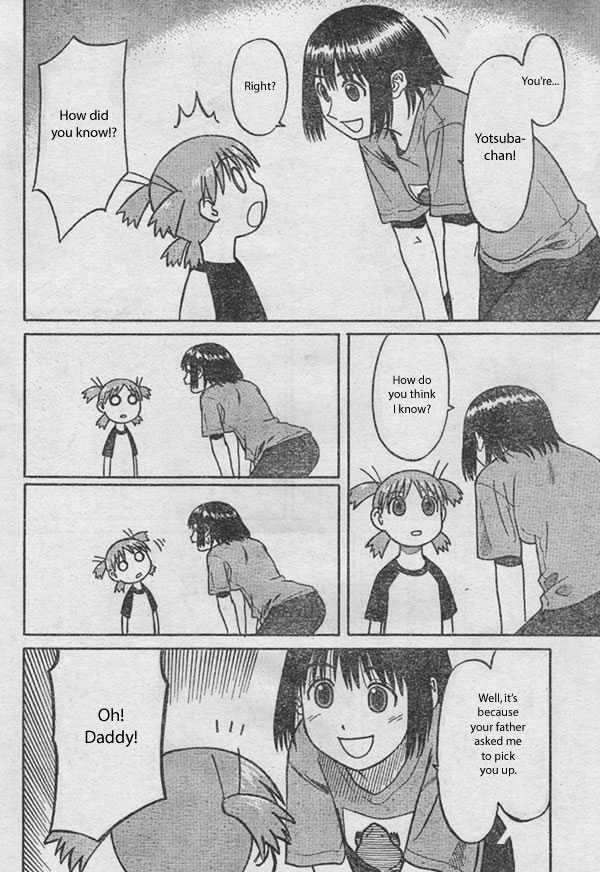 You're...
Yotsuba-
chan!
Right?
How did
you know!?
How do
you think
I know?
Well, it's
because
your father
asked me
to pick
you up.
Oh!
Daddy!